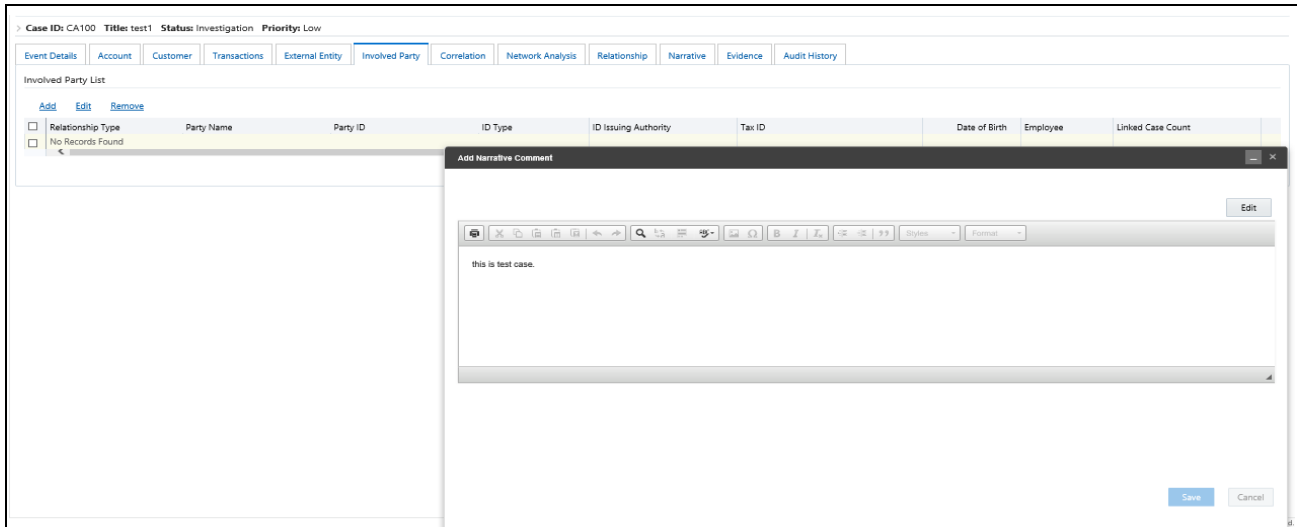 > Case ID: CA100 Title: test1 Status: Investigation Priority: Low
Event Details Account Customer Transactions External Entity Involved Party Correlation Network Analysis Relationship Narrative Evidence Audit History
Involved Party List
Add Edit Remove
Relationship Type Party Name Party ID ID Type ID Issuing Authority Tax ID Date of Birth Employee Linked Case Count
No Records Found
Add Narrative Comment
Edit
B I Tx Styles Format
this is test case.
Save Cancel
d.